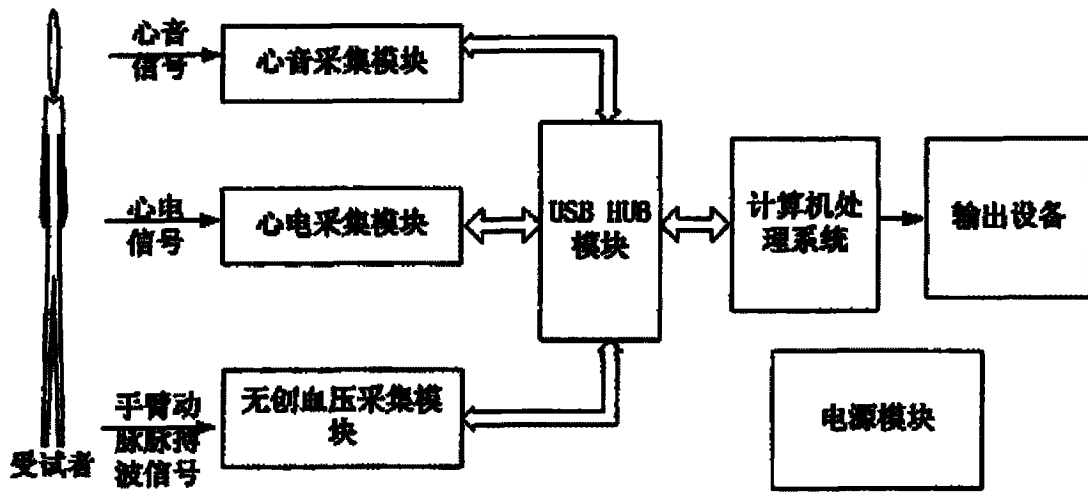 心音
信号
心音采集模块
心电
信号
心电采集模块
手臂动
脉脉搏
波信号
无创血压采集模
块
受试者
USB HUB
模块
计算机处
理系统
输出设备
电源模块